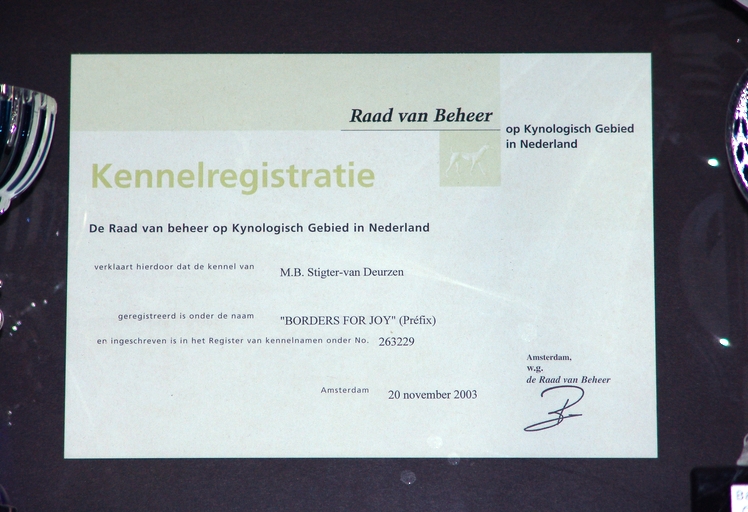 Raad van Beheer
op Kynologisch Gebied
in Nederland
Kennelregistratie
De Raad van beheer op Kynologisch Gebied in Nederland
verklaart hierdoor dat de kennel van M.B. Stigter-van Deurzen
geregistreerd is onder de naam "BORDERS FOR JOY" (Préfix)
en ingeschreven is in het Register van kennelnamen onder No. 263229
Amsterdam 20 november 2003
Amsterdam,
w.g.
de Raad van Beheer